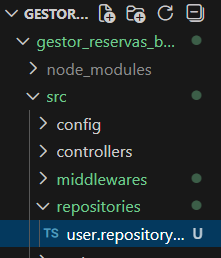 GESTOR...
gestor_reservas_b...
node_modules
src
config
controllers
middlewares
repositories
TS user.repository.... U